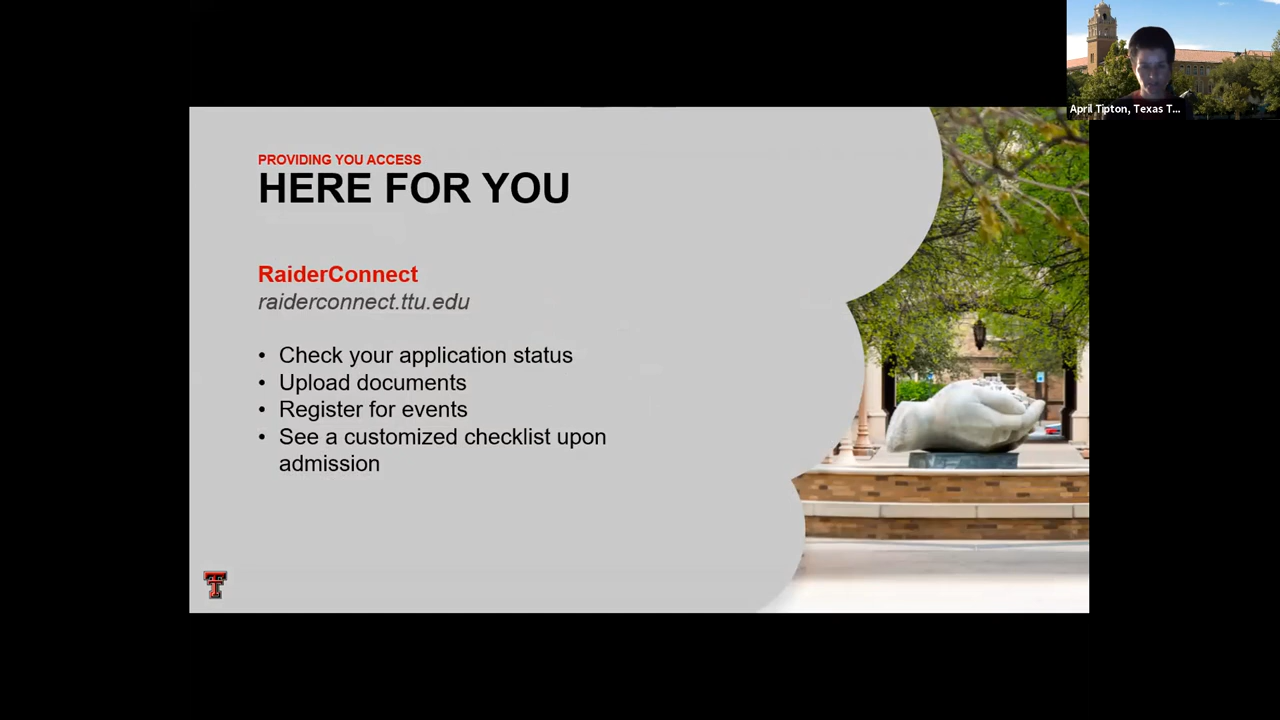 April Tipton, Texas T...
PROVIDING YOU ACCESS
HERE FOR YOU
RaiderConnect
raiderconnect.ttu.edu
• Check your application status
• Upload documents
• Register for events
• See a customized checklist upon
admission